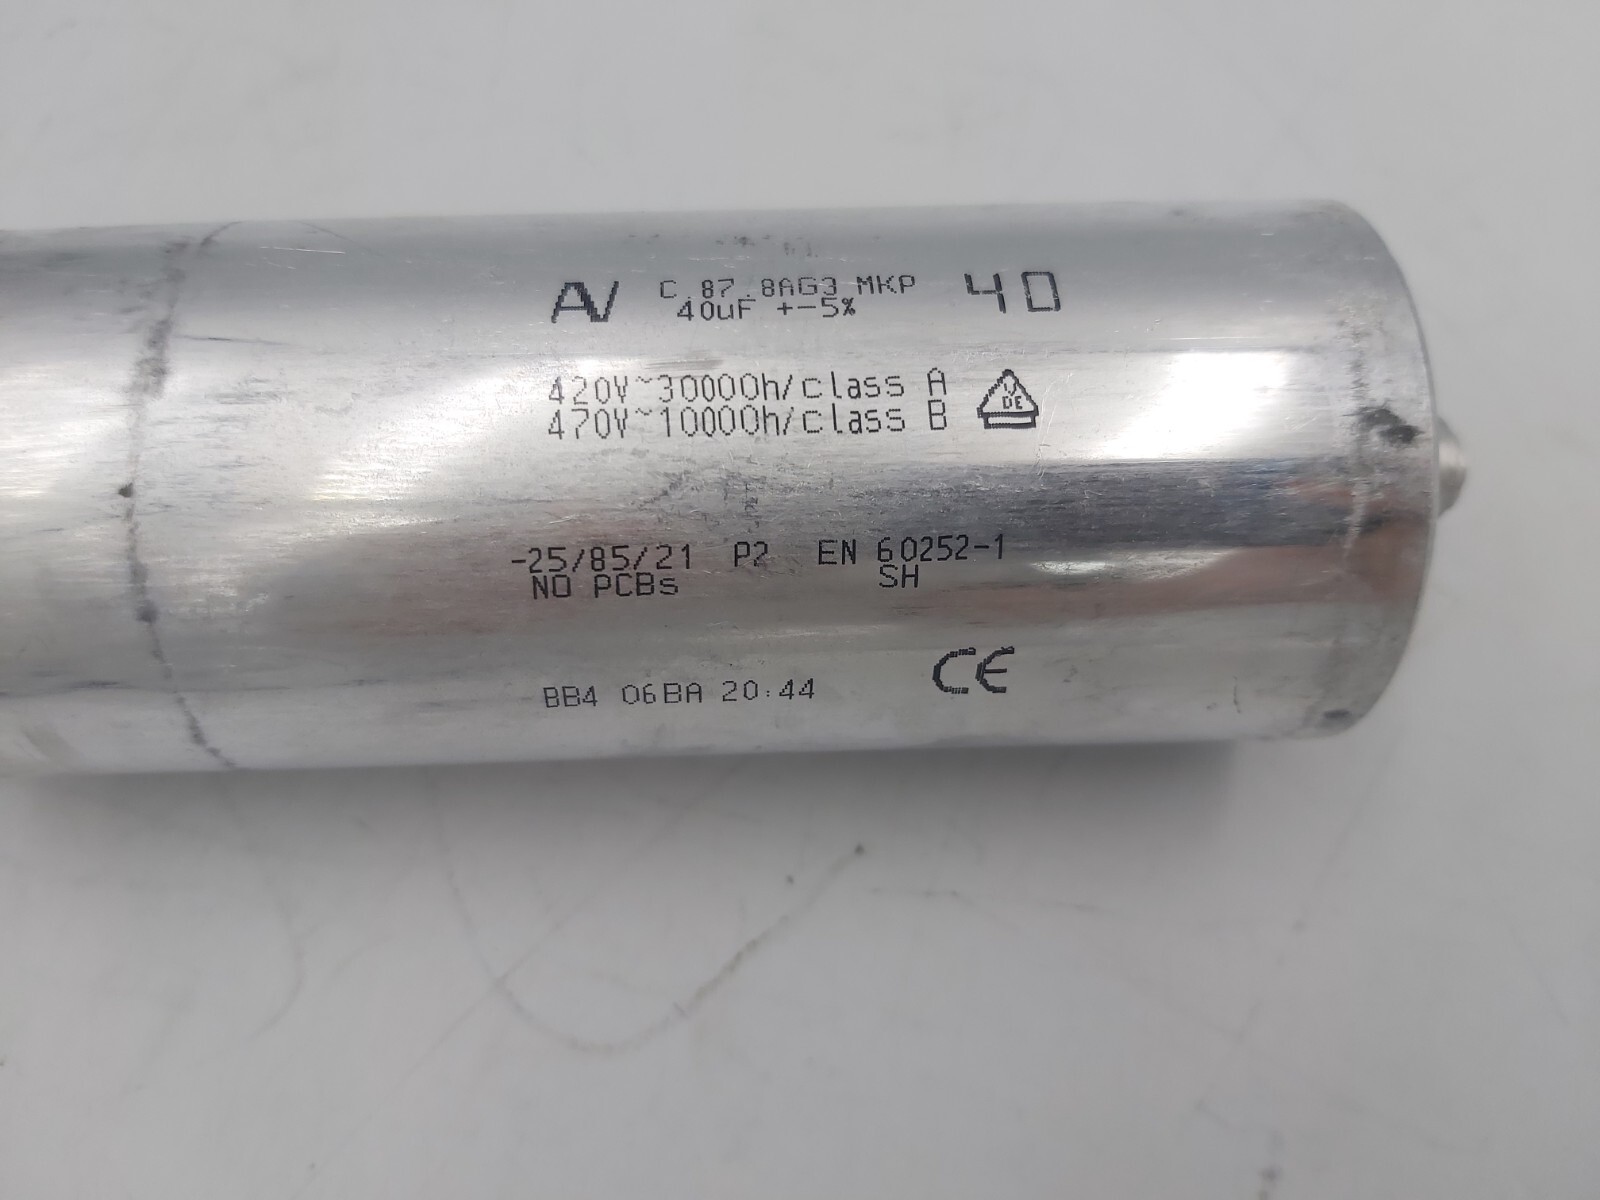 AV C.87.8AG3 MKP 40
40uF +-5%
420V~30000h/class A
470V~10000h/class B
VDE
-25/85/21 P2 EN 60252-1
NO PCBs SH
CE
BB4 06BA 20:44